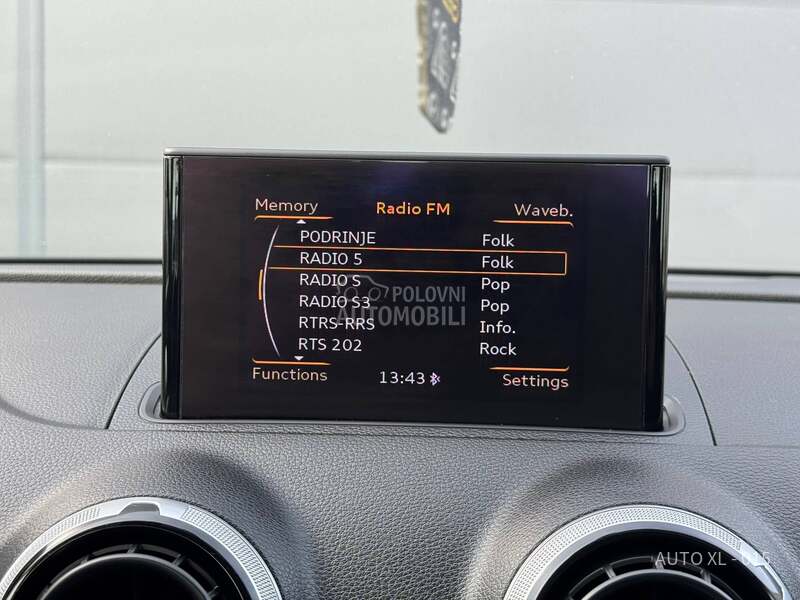 Memory Radio FM Waveb.
PODRINJE Folk
RADIO 5 Folk
RADIO S Pop
RADIO S3 Pop
RTRS-RRS Info.
RTS 202 Rock
Functions 13:43 Settings
POLOVNI
AUTOMOBILI
AUTO XL - 016